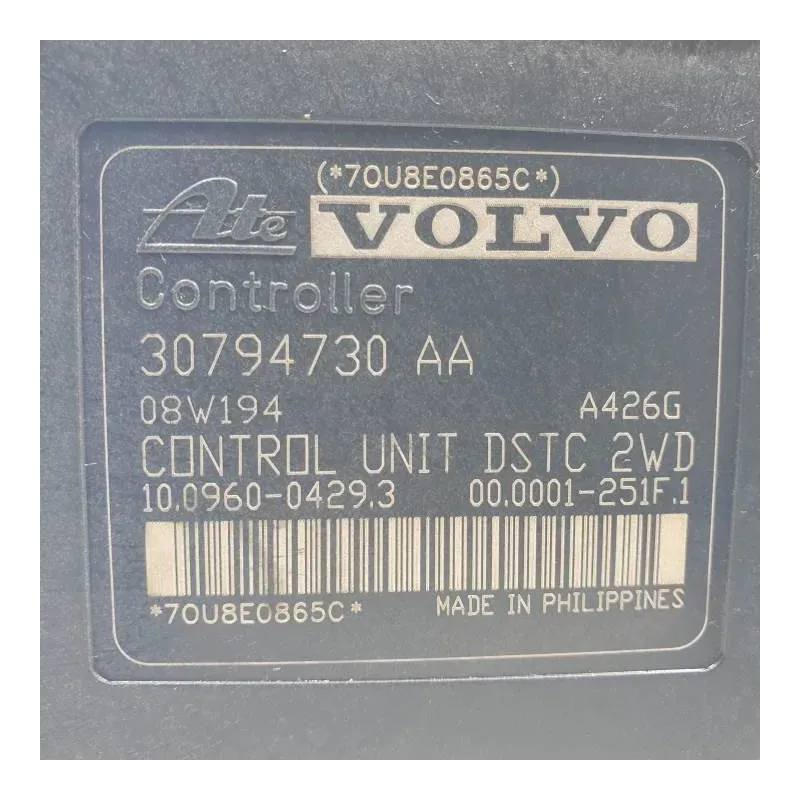 (*70U8E0865C*)
Ate VOLVO
Controller
30794730 AA
08W194 A426G
CONTROL UNIT DSTC 2WD
10.0960-0429.3 00.0001-251F.1
*70U8E0865C* MADE IN PHILIPPINES